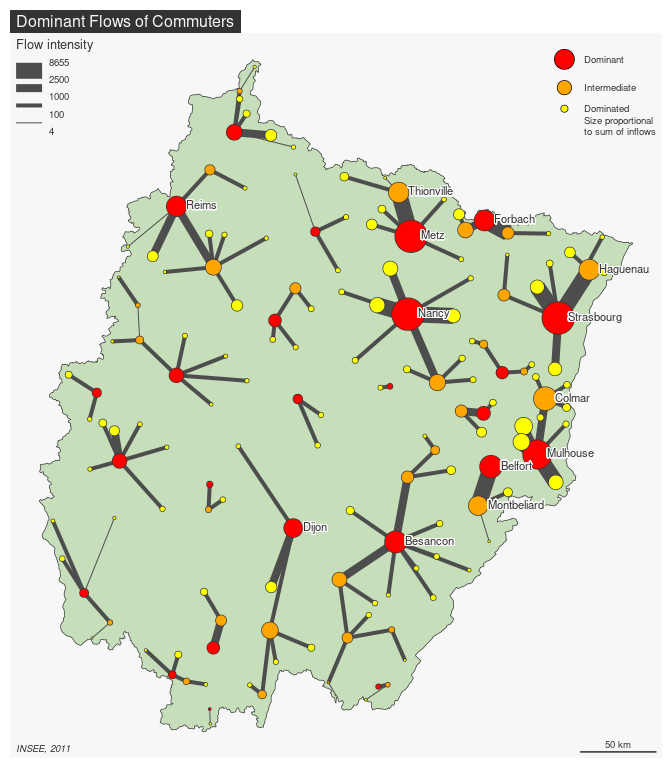 Dominant Flows of Commuters
Flow intensity
8655
2500
1000
100
4
Dominant
Intermediate
Dominated
Size proportional
to sum of inflows
Thionville
Reims
Forbach
Metz
Haguenau
Nancy
Strasbourg
Colmar
Mulhouse
Belfort
Montbeliard
Dijon
Besancon
50 km
INSEE, 2011